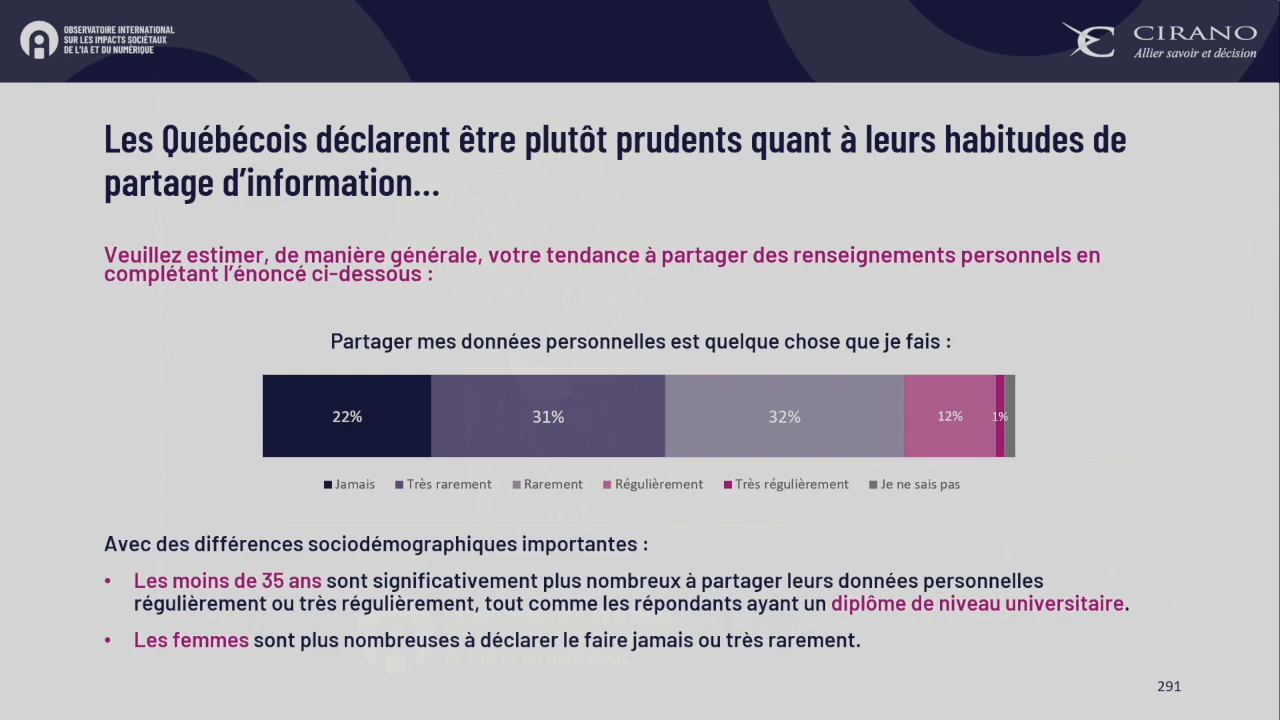 OBSERVATOIRE INTERNATIONAL
SUR LES IMPACTS SOCIÉTAUX
DE L'IA ET DU NUMÉRIQUE
CIRANO
Allier savoir et décision
Les Québécois déclarent être plutôt prudents quant à leurs habitudes de
partage d'information...
Veuillez estimer, de manière générale, votre tendance à partager des renseignements personnels en
complétant l'énoncé ci-dessous :
Partager mes données personnelles est quelque chose que je fais :
22% 31% 32% 12% 1%
Jamais Très rarement Rarement Régulièrement Très régulièrement Je ne sais pas
Avec des différences sociodémographiques importantes :
• Les moins de 35 ans sont significativement plus nombreux à partager leurs données personnelles
régulièrement ou très régulièrement, tout comme les répondants ayant un diplôme de niveau universitaire.
• Les femmes sont plus nombreuses à déclarer le faire jamais ou très rarement.
291